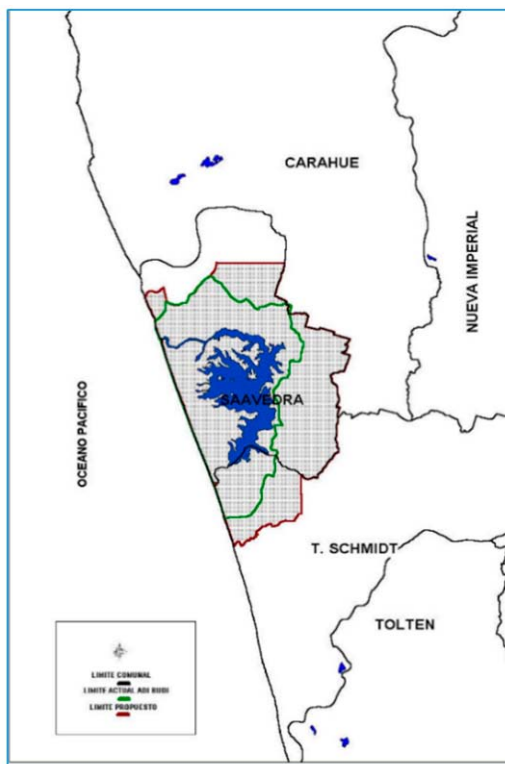 CARAHUE
NUEVA IMPERIAL
SAAVEDRA
OCEANO PACIFICO
T. SCHMIDT
TOLTEN
LIMITE COMUNAL
LIMITE ACTUAL ADI BUDI
LIMITE PROPUESTO